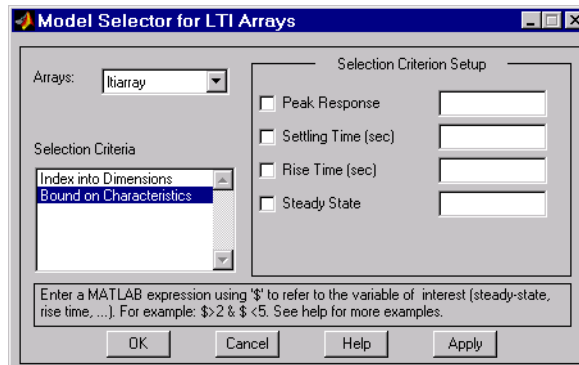 Model Selector for LTI Arrays
Arrays:
ltiarray
Selection Criteria
Index into Dimensions
Bound on Characteristics
Selection Criterion Setup
Peak Response
Settling Time (sec)
Rise Time (sec)
Steady State
Enter a MATLAB expression using '$' to refer to the variable of interest (steady-state,
rise time, ...). For example: $>2 & $ <5. See help for more examples.
OK
Cancel
Help
Apply